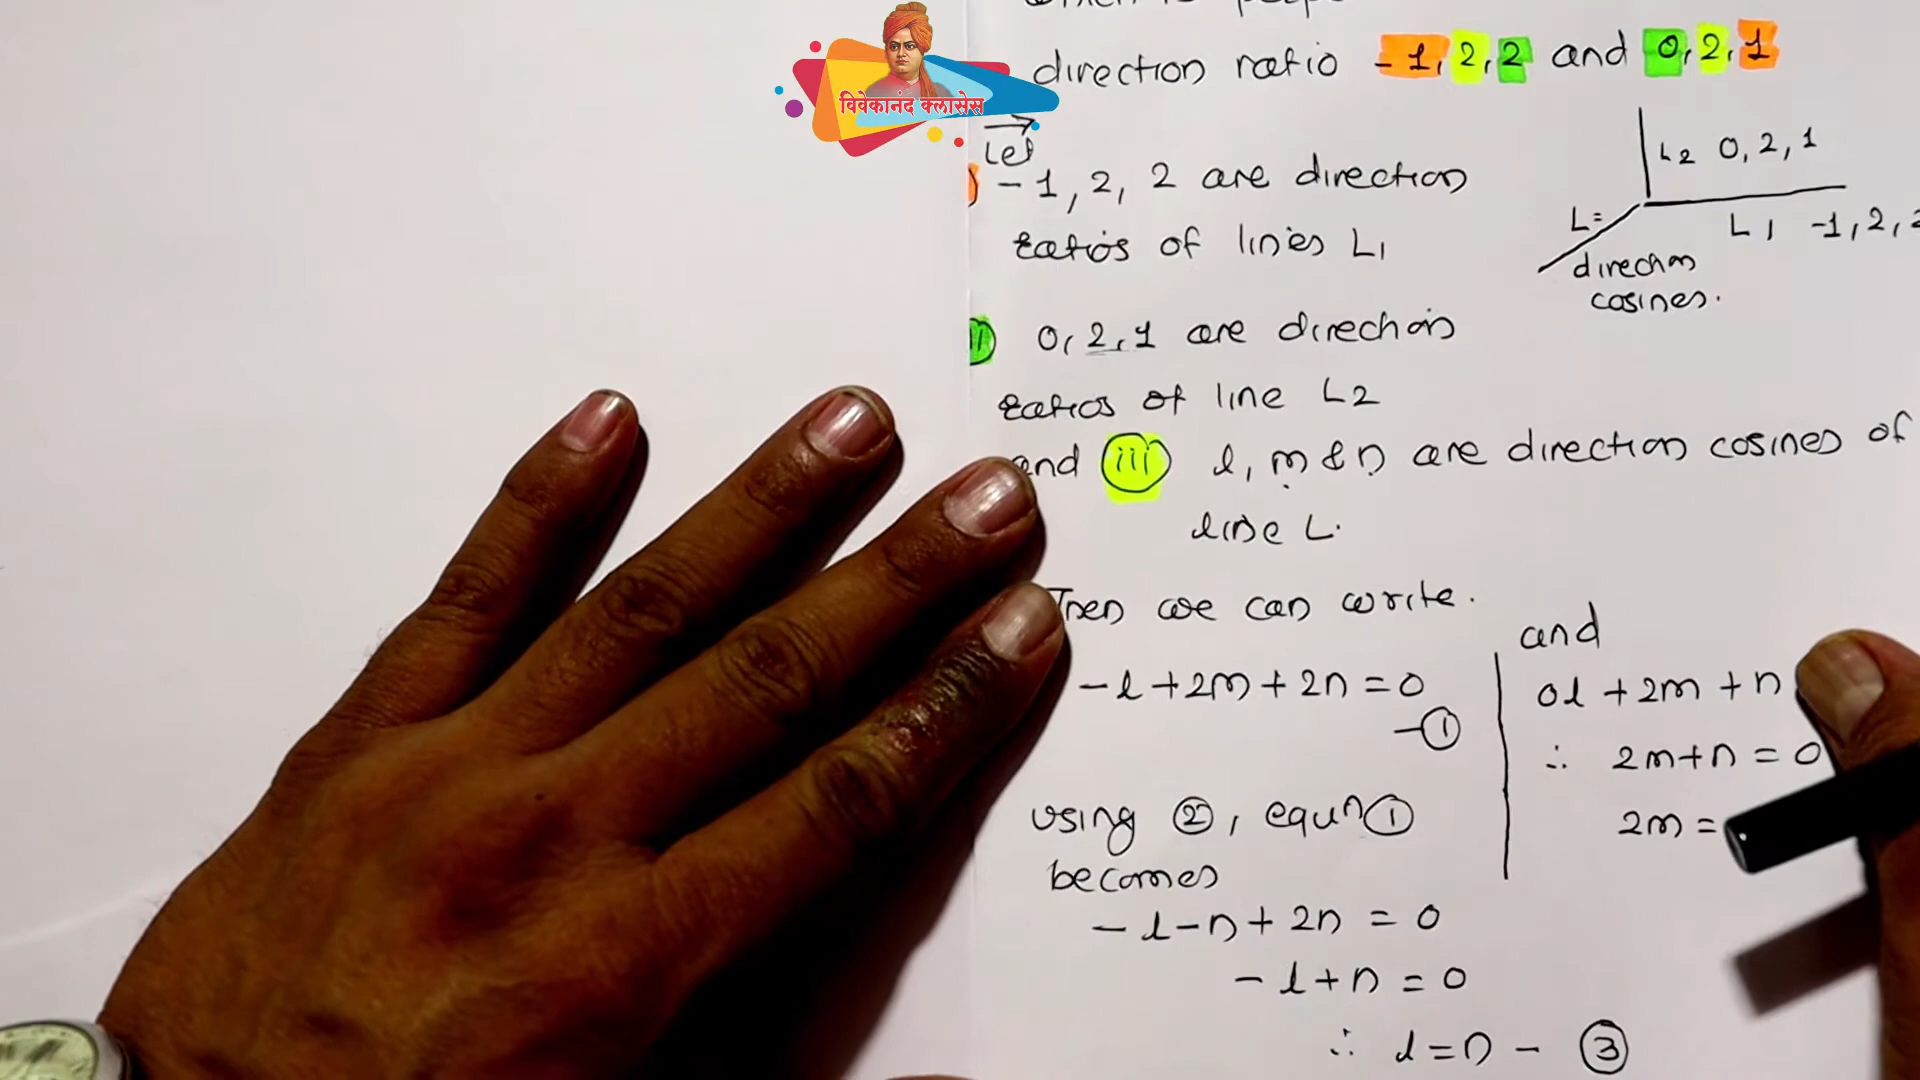 direction ratio -1, 2, 2 and 0, 2, 1
विवेकानंद क्लासेस
Let
-1, 2, 2 are direction
ratios of lines L1
L2 0, 2, 1
L1 -1, 2,
L=
direction
cosines.
0, 2, 1 are direction
ratios of line L2
and (iii) l, m & n are direction cosines of
line L.
Then we can write.
-l + 2m + 2n = 0
- ①
and
0l + 2m + n
∴ 2m + n = 0
2m =
using ②, equn ①
becomes
-l - n + 2n = 0
-l + n = 0
∴ l = n - ③